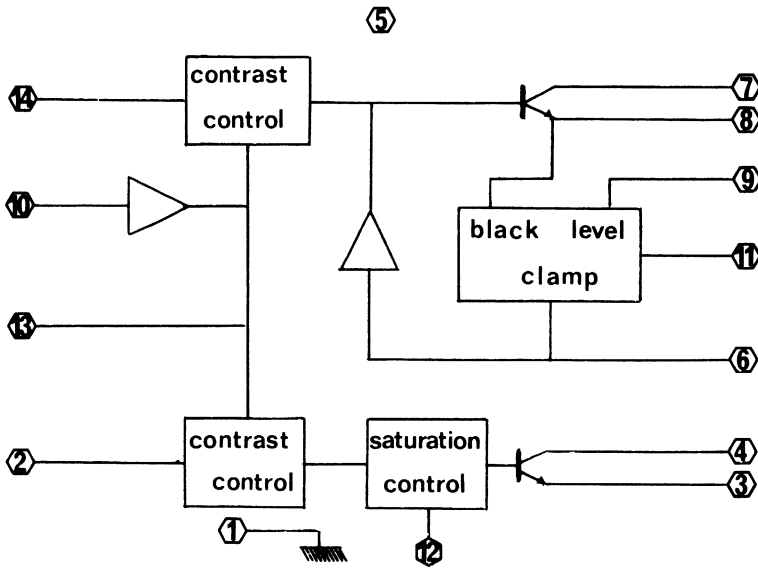 5
14
contrast
control
7
8
10
9
black level
clamp
11
13
6
2
contrast
control
saturation
control
4
3
1
12